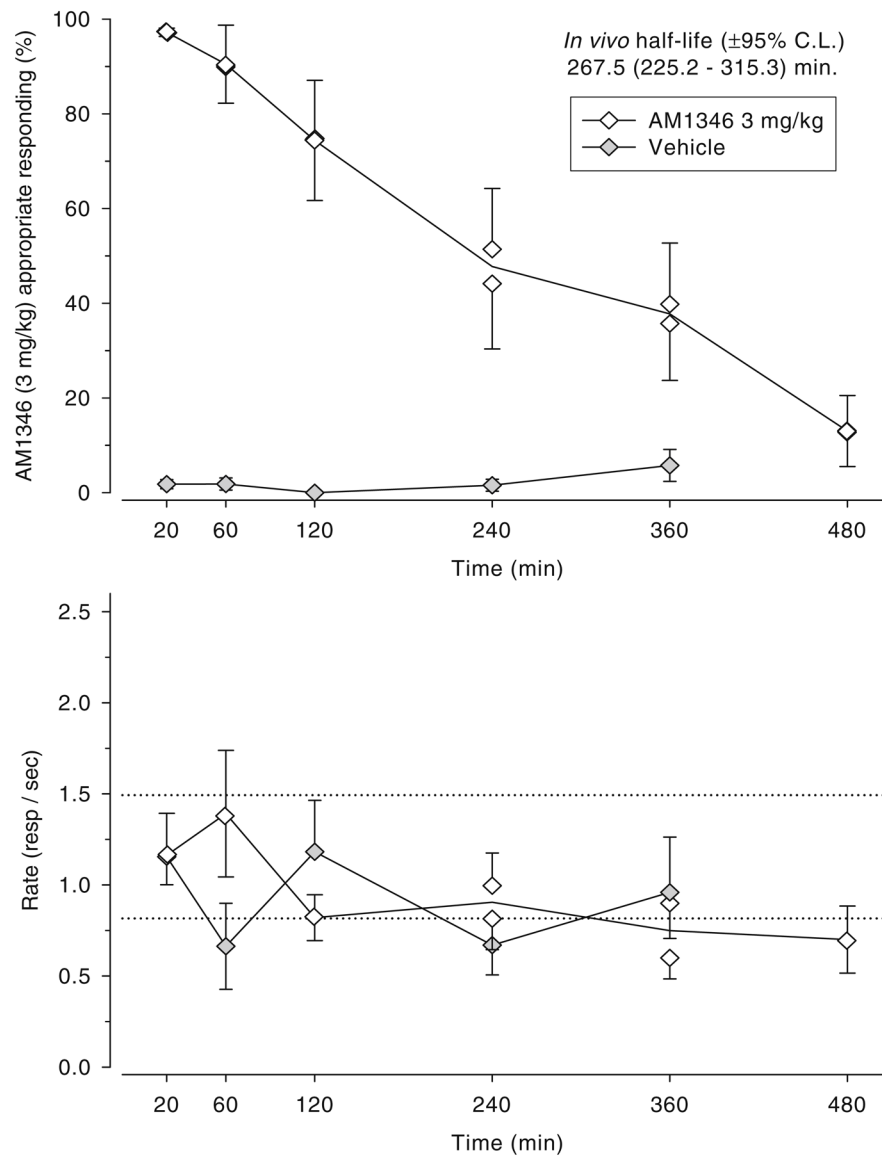 100
80
60
40
20
0
AM1346 (3 mg/kg) appropriate responding (%)
In vivo half-life (±95% C.L.)
267.5 (225.2 - 315.3) min.
AM1346 3 mg/kg
Vehicle
20 60 120 240 360 480
Time (min)
2.5
2.0
1.5
1.0
0.5
0.0
Rate (resp / sec)
20 60 120 240 360 480
Time (min)